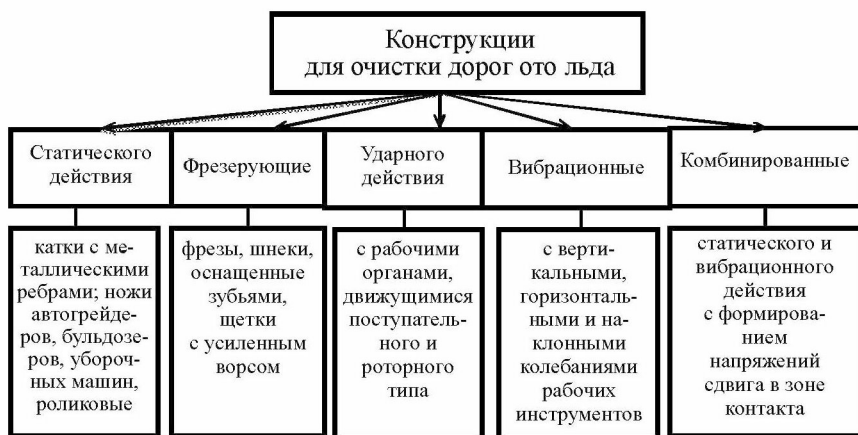 Конструкции
для очистки дорог ото льда
Статического
действия
Фрезерующие
Ударного
действия
Вибрационные
Комбинированные
катки с ме-
таллическими
ребрами; ножи
автогрейде-
ров, бульдозе-
ров, убороч-
ных машин,
роликовые
фрезы, шнеки,
оснащенные
зубьями,
щетки
с усиленным
ворсом
с рабочими
органами,
движущимися
поступатель-
ного и
роторного
типа
с верти-
кальными,
горизонталь-
ными и на-
клонными
колебаниями
рабочих
инструментов
статического и
вибрационного
действия
с формирова-
нием
напряжений
сдвига в зоне
контакта